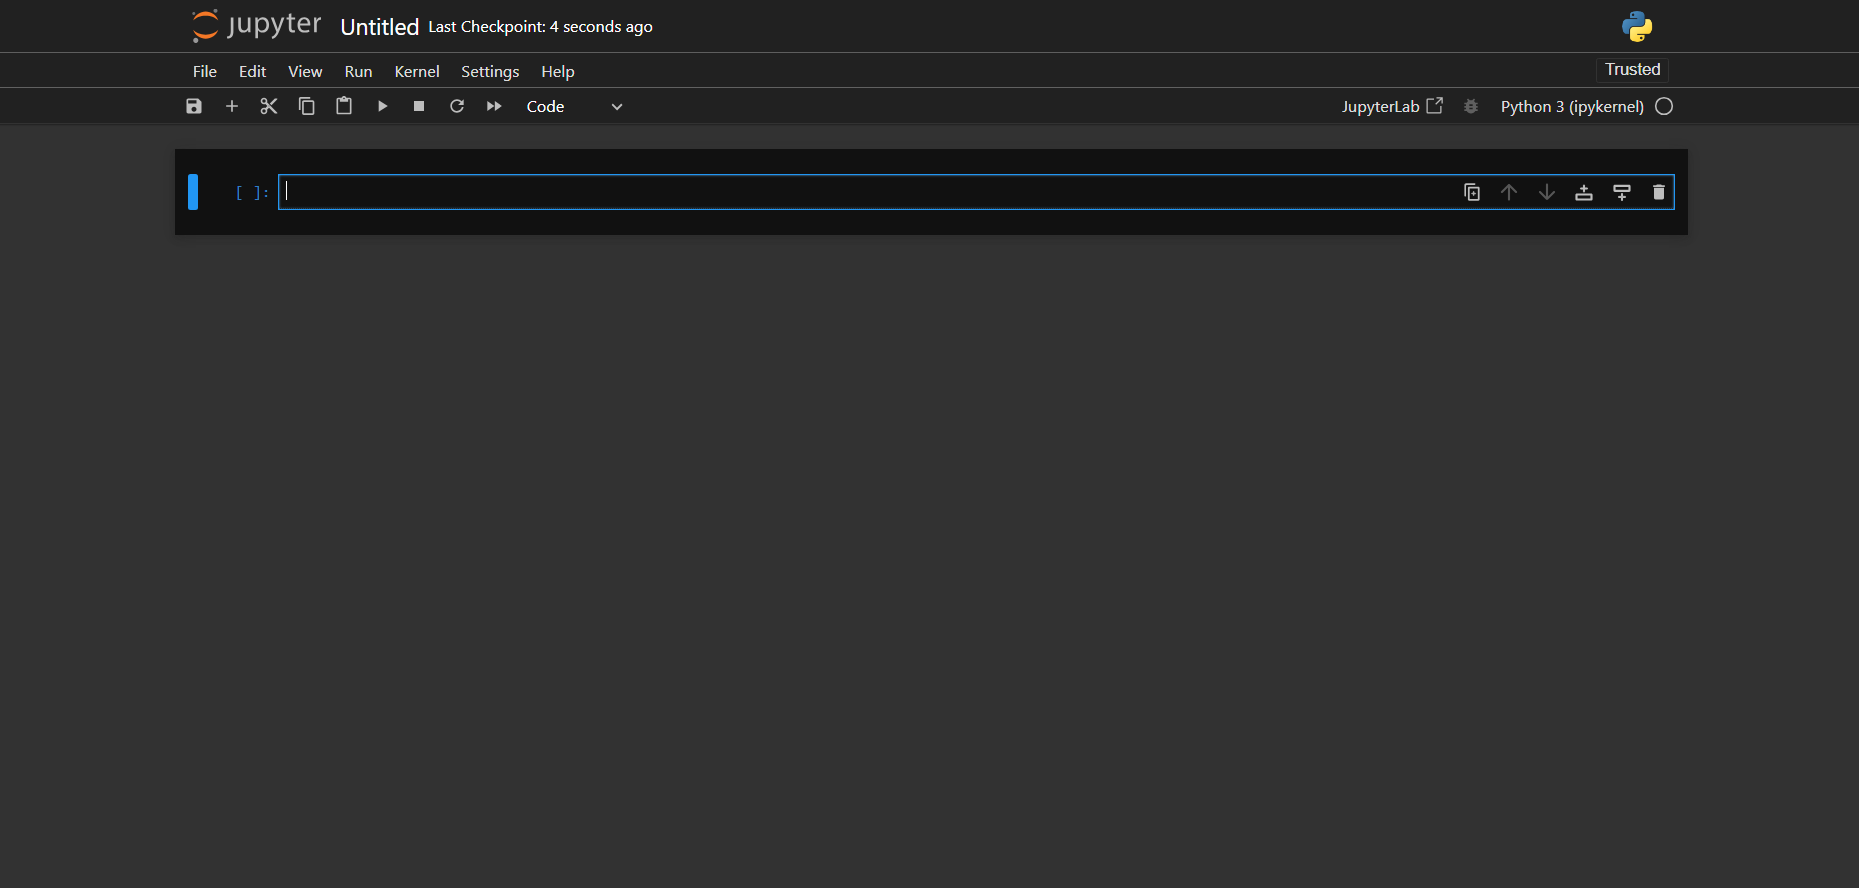 jupyter Untitled Last Checkpoint: 4 seconds ago
File Edit View Run Kernel Settings Help Trusted
Code JupyterLab Python 3 (ipykernel)
[ ]: